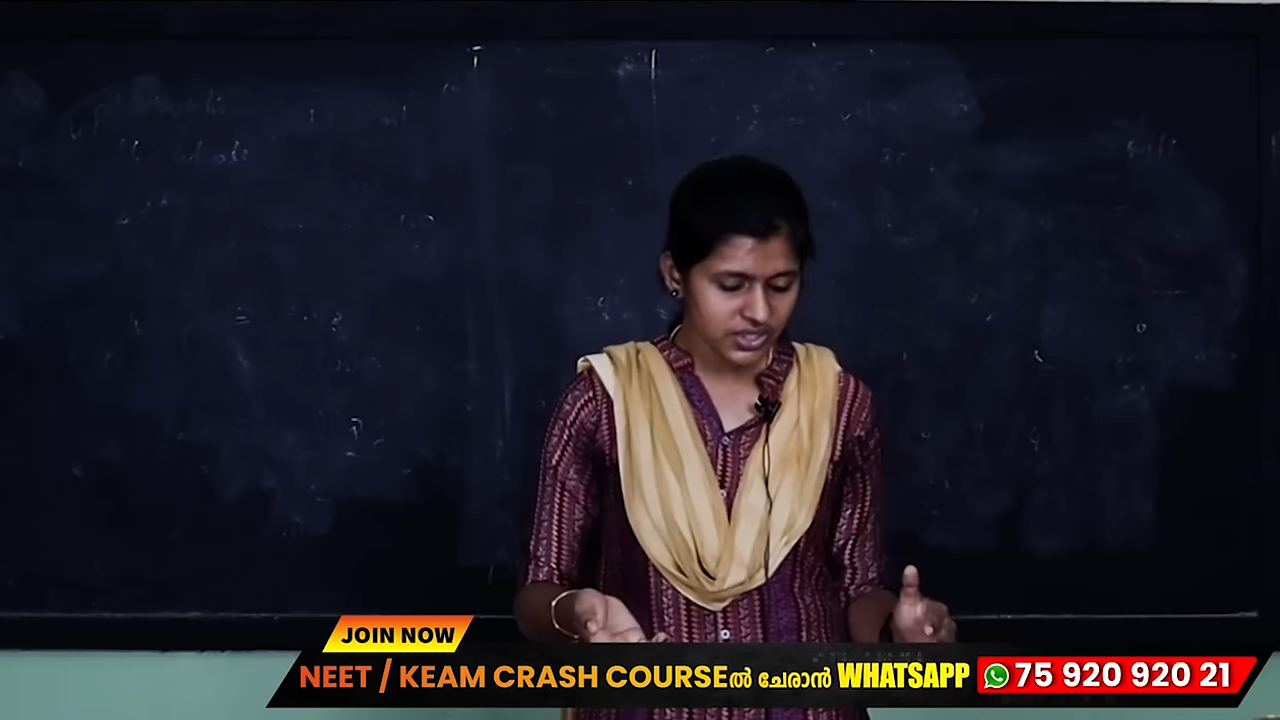 JOIN NOW
NEET / KEAM CRASH COURSEൽ ചേരാൻ WHATSAPP 75 920 920 21